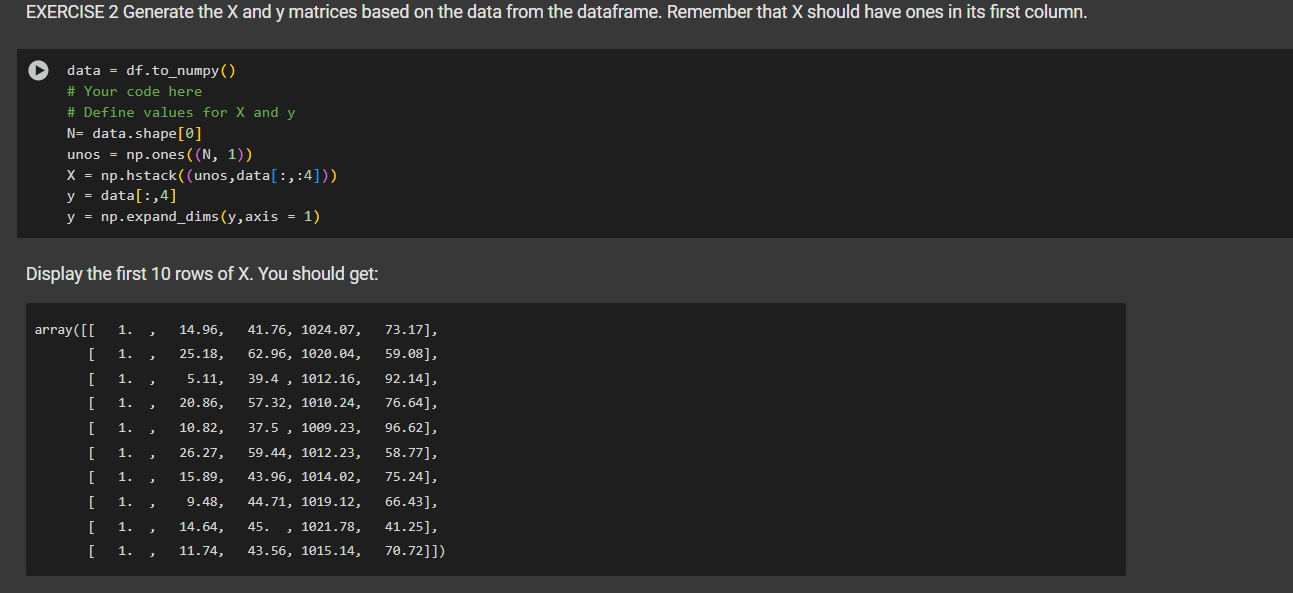 EXERCISE 2 Generate the X and y matrices based on the data from the dataframe. Remember that X should have ones in its first column.
data = df.to_numpy()
# Your code here
# Define values for X and y
N= data.shape[0]
unos = np.ones((N, 1))
X = np.hstack((unos,data[:,:4]))
y = data[:,4]
y = np.expand_dims(y,axis = 1)
Display the first 10 rows of X. You should get:
array([[   1.  ,   14.96,   41.76, 1024.07,   73.17],
       [   1.  ,   25.18,   62.96, 1020.04,   59.08],
       [   1.  ,    5.11,   39.4 , 1012.16,   92.14],
       [   1.  ,   20.86,   57.32, 1010.24,   76.64],
       [   1.  ,   10.82,   37.5 , 1009.23,   96.62],
       [   1.  ,   26.27,   59.44, 1012.23,   58.77],
       [   1.  ,   15.89,   43.96, 1014.02,   75.24],
       [   1.  ,    9.48,   44.71, 1019.12,   66.43],
       [   1.  ,   14.64,   45.  , 1021.78,   41.25],
       [   1.  ,   11.74,   43.56, 1015.14,   70.72]])